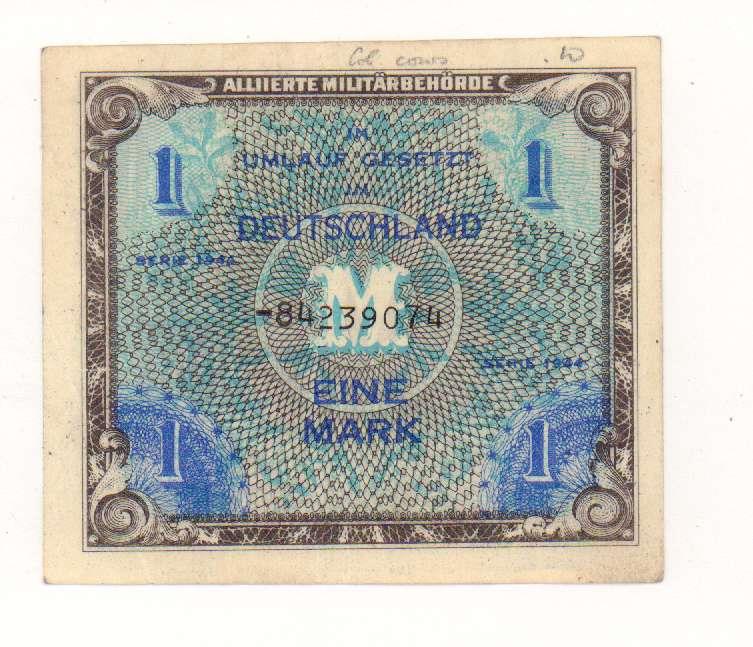 ALLIIERTE MILITÄRBEHÖRDE
1 1
IN
UMLAUF GESETZT
IN
DEUTSCHLAND
SERIE 1944
M
-84239074
SERIE 1944
EINE
MARK
1 1